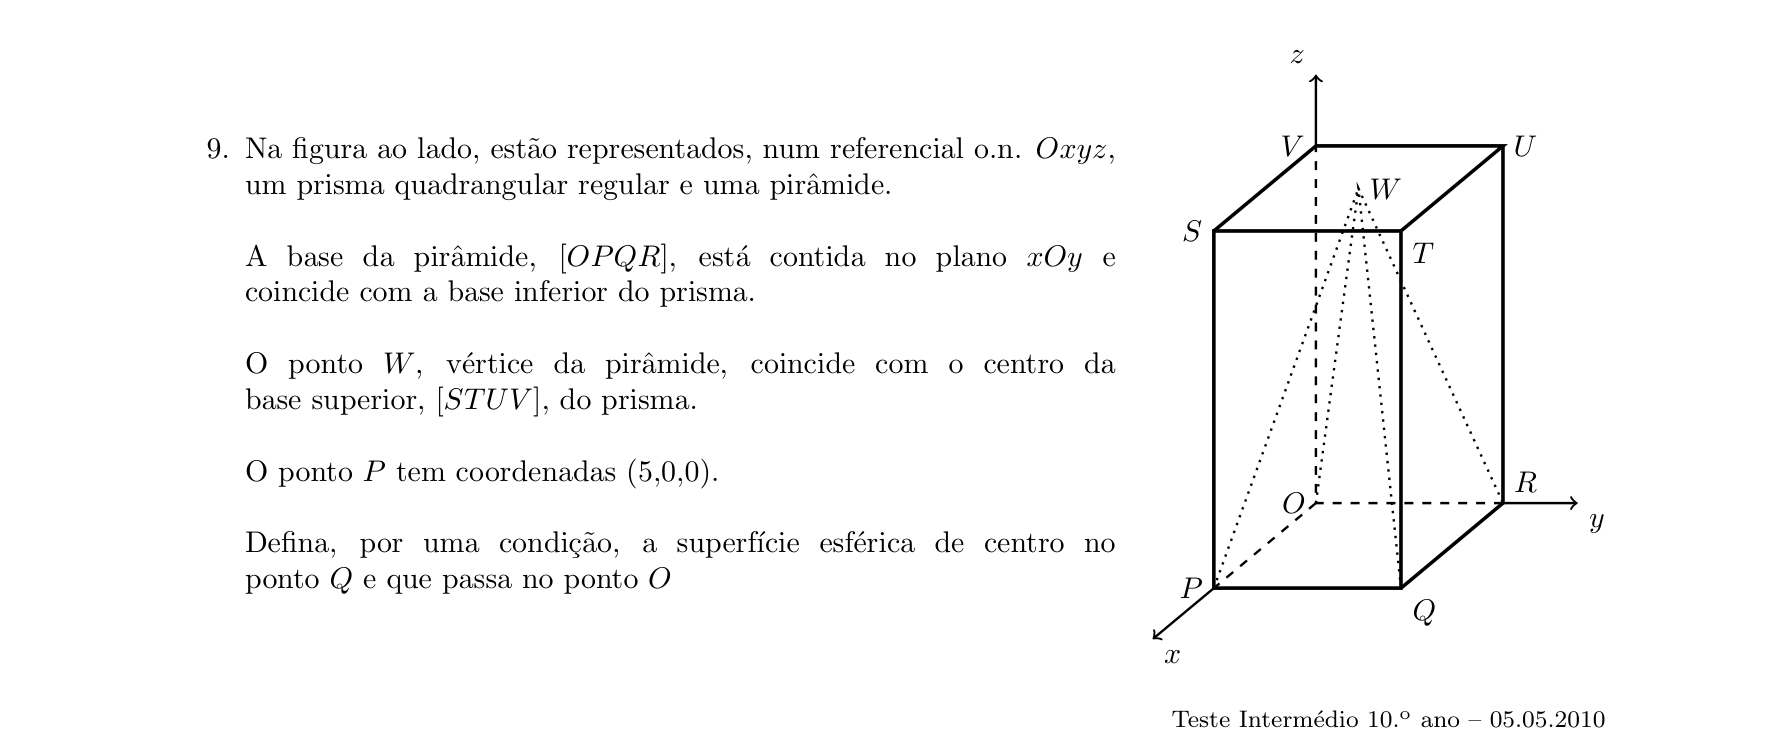 9. Na figura ao lado, estão representados, num referencial o.n. Oxyz,
um prisma quadrangular regular e uma pirâmide.
A base da pirâmide, [OPQR], está contida no plano xOy e
coincide com a base inferior do prisma.
O ponto W, vértice da pirâmide, coincide com o centro da
base superior, [STUV], do prisma.
O ponto P tem coordenadas (5,0,0).
Defina, por uma condição, a superfície esférica de centro no
ponto Q e que passa no ponto O
z
V
U
W
S
T
R
O
y
P
Q
x
Teste Intermédio 10.º ano – 05.05.2010